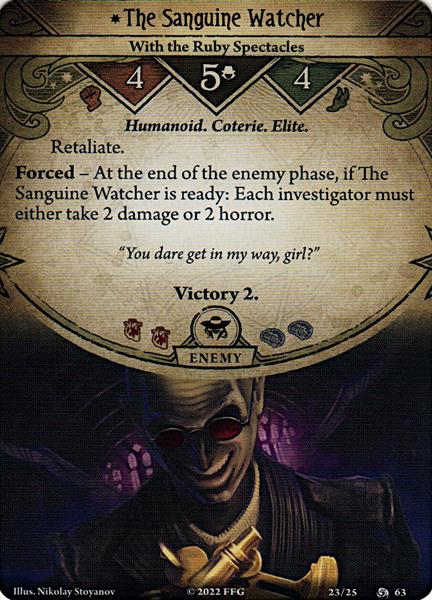 * The Sanguine Watcher
With the Ruby Spectacles
4 5 4
Humanoid. Coterie. Elite.
Retaliate.
Forced – At the end of the enemy phase, if The
Sanguine Watcher is ready: Each investigator must
either take 2 damage or 2 horror.
“You dare get in my way, girl?”
Victory 2.
ENEMY
Illus. Nikolay Stoyanov © 2022 FFG 23/25 63